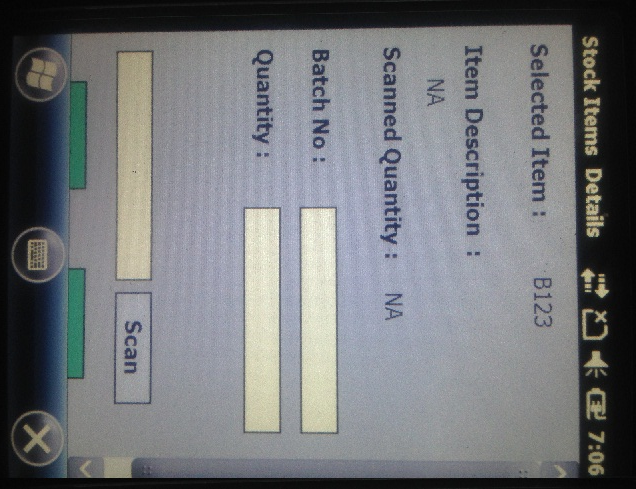 Stock Items Details 7:06
Selected Item : B123
Item Description :
NA
Scanned Quantity : NA
Batch No :
Quantity :
Scan